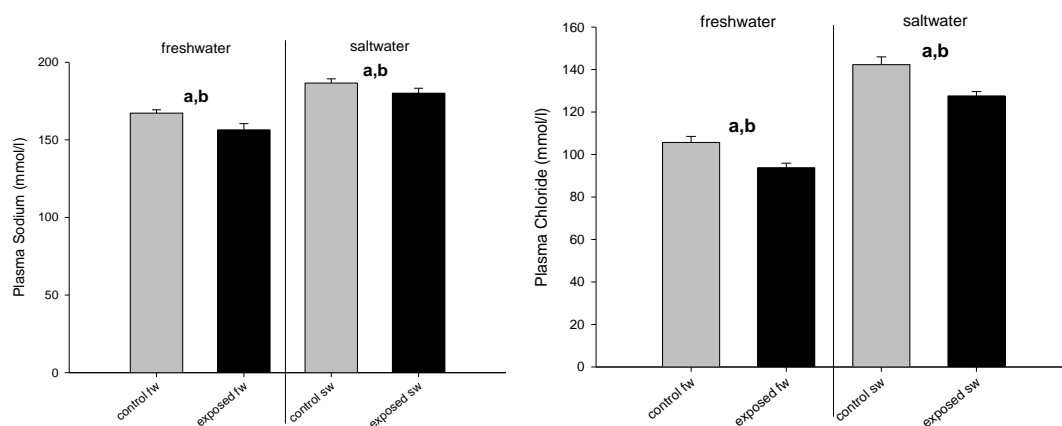 freshwater
saltwater
a,b
a,b
Plasma Sodium (mmol/l)
200
150
100
50
0
control fw
exposed fw
control sw
exposed sw
freshwater
saltwater
a,b
a,b
Plasma Chloride (mmol/l)
160
140
120
100
80
60
40
20
0
control fw
exposed fw
control sw
exposed sw